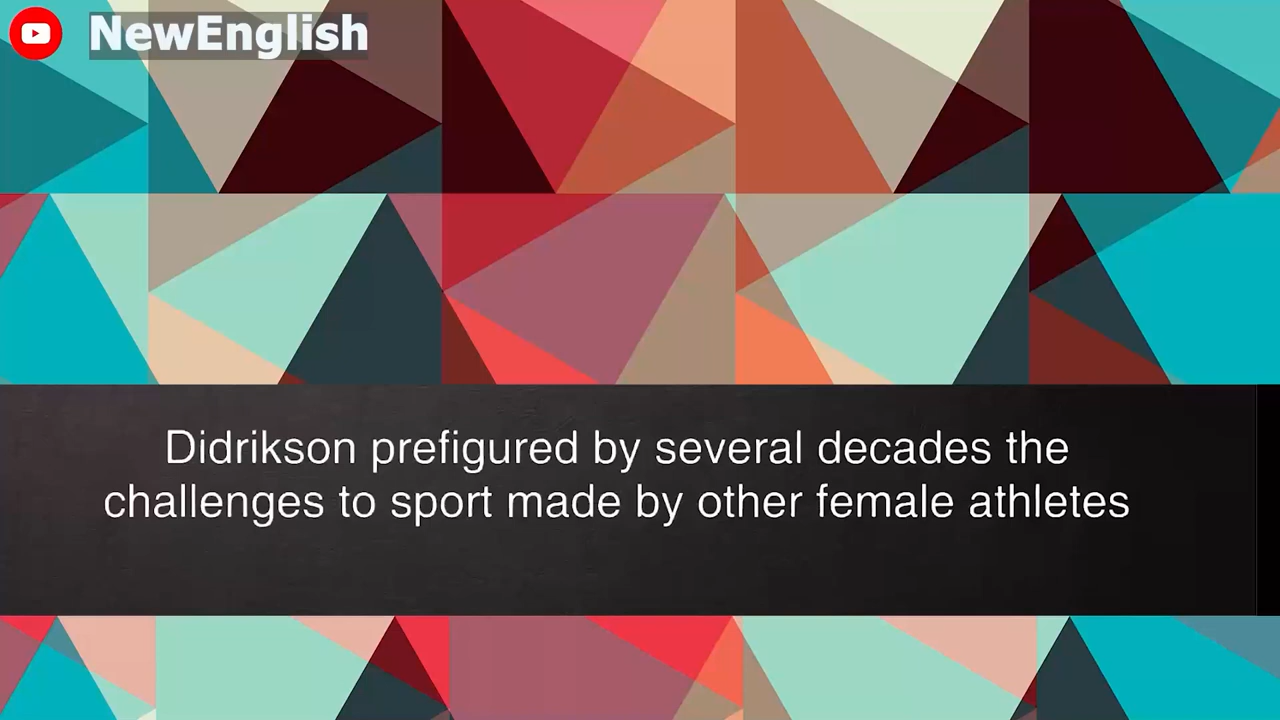 NewEnglish
Didrikson prefigured by several decades the
challenges to sport made by other female athletes